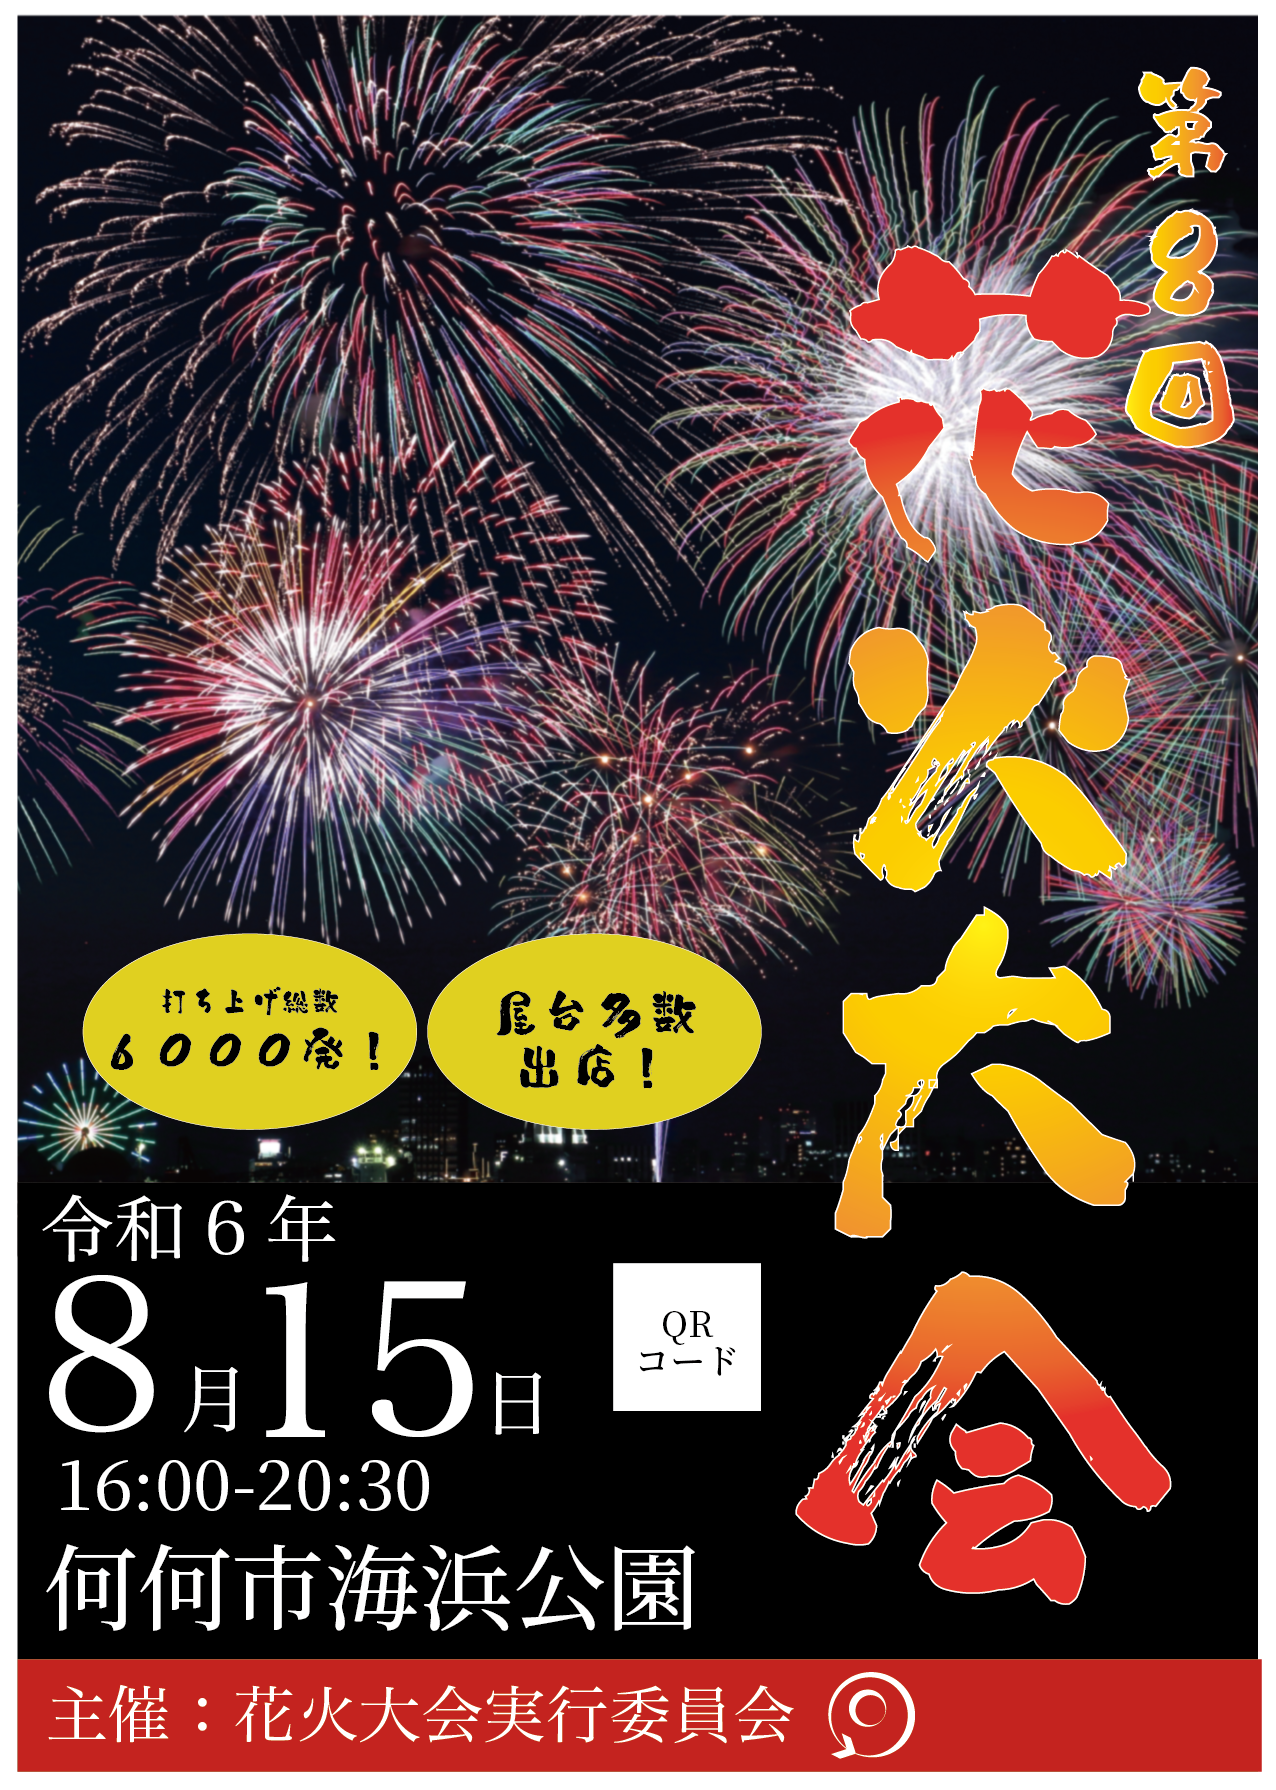 第8回
花火大会
打ち上げ総数
6000発！
屋台多数
出店！
令和6年
8月15日
16:00-20:30
何何市海浜公園
QR
コード
主催：花火大会実行委員会